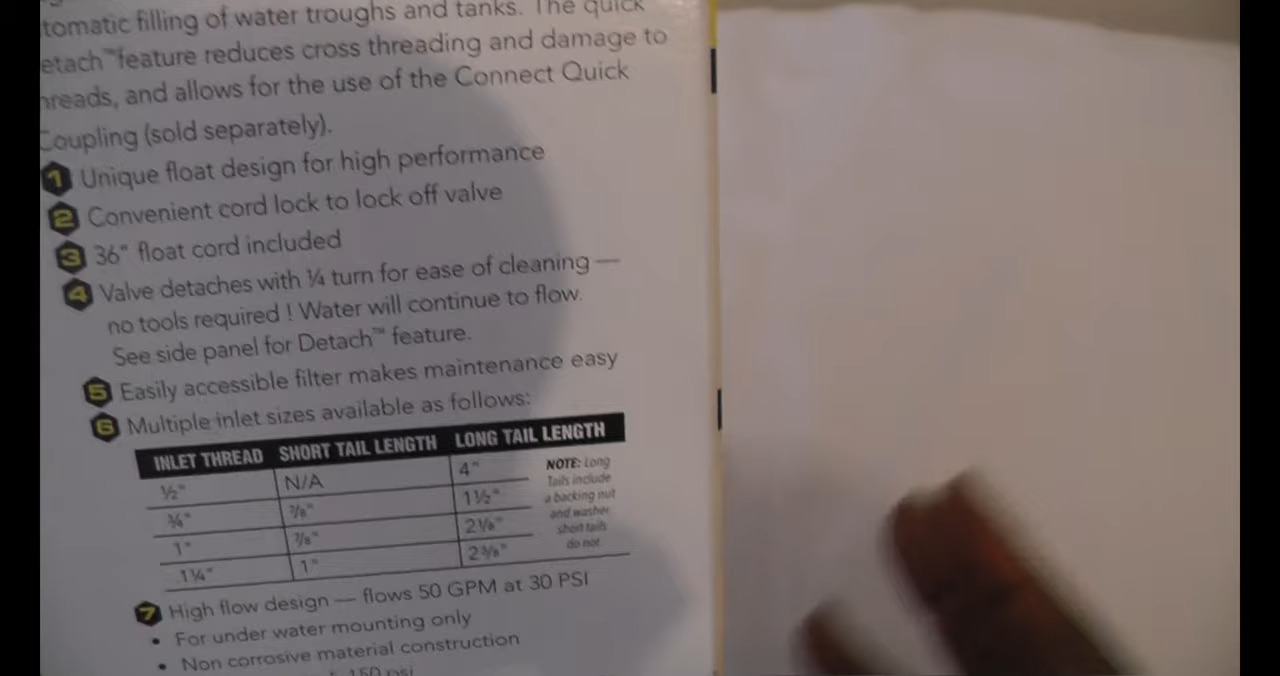 tomatic filling of water troughs and tanks. The quick
etach™ feature reduces cross threading and damage to
hreads, and allows for the use of the Connect Quick
Coupling (sold separately).
1 Unique float design for high performance
2 Convenient cord lock to lock off valve
3 36" float cord included
4 Valve detaches with ¼ turn for ease of cleaning —
no tools required ! Water will continue to flow.
See side panel for Detach™ feature.
5 Easily accessible filter makes maintenance easy
6 Multiple inlet sizes available as follows:
INLET THREAD SHORT TAIL LENGTH LONG TAIL LENGTH
½" N/A 4"
¾" ⅞" 1½"
1" ⅞" 2⅛"
1¼" 1" 2⅜"
NOTE: Long
Tails include
a backing nut
and washer
short tails
do not
7 High flow design — flows 50 GPM at 30 PSI
• For under water mounting only
• Non corrosive material construction
150 psi